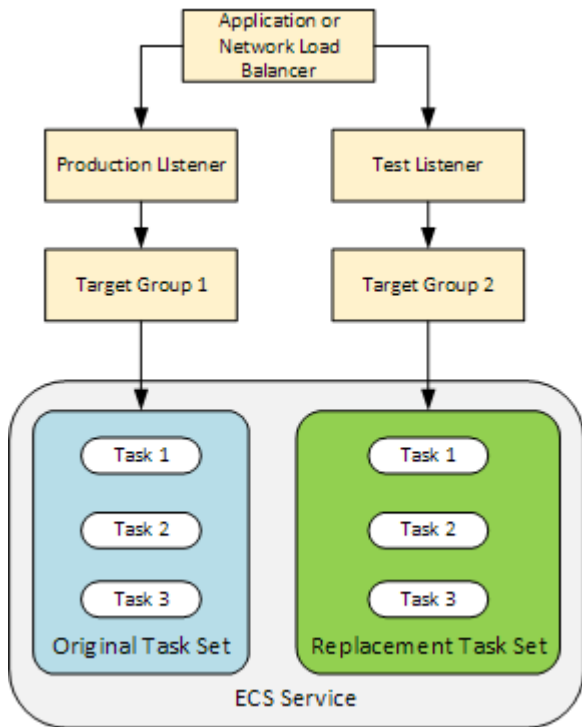 Application or
Network Load
Balancer
Production LIstener
Test Listener
Target Group 1
Target Group 2
Task 1
Task 2
Task 3
Original Task Set
Task 1
Task 2
Task 3
Replacement Task Set
ECS Service